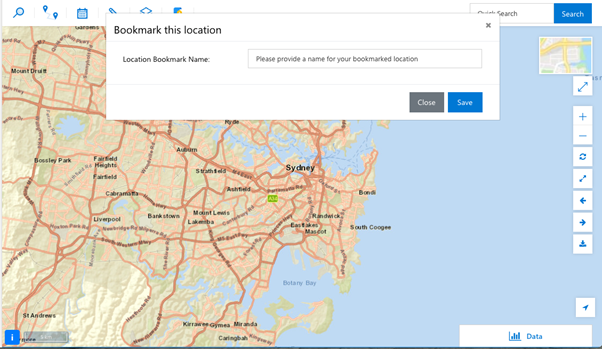 Quick Search
Search
Bookmark this location
Location Bookmark Name:
Please provide a name for your bookmarked location
Close
Save
Mount Druitt
Ryde
Auburn
Bossley Park
Fairfield
Heights
Fairfield
Strathfield
Sydney
Cabramatta
Ashfield
Bondi
Liverpool
Bankstown
Mount Lewis
Lakemba
Randwick
Eastlakes
Mascot
South Coogee
Botany Bay
St Andrews
Kirrawee
Gymea
Miranda
Caringbah
Data